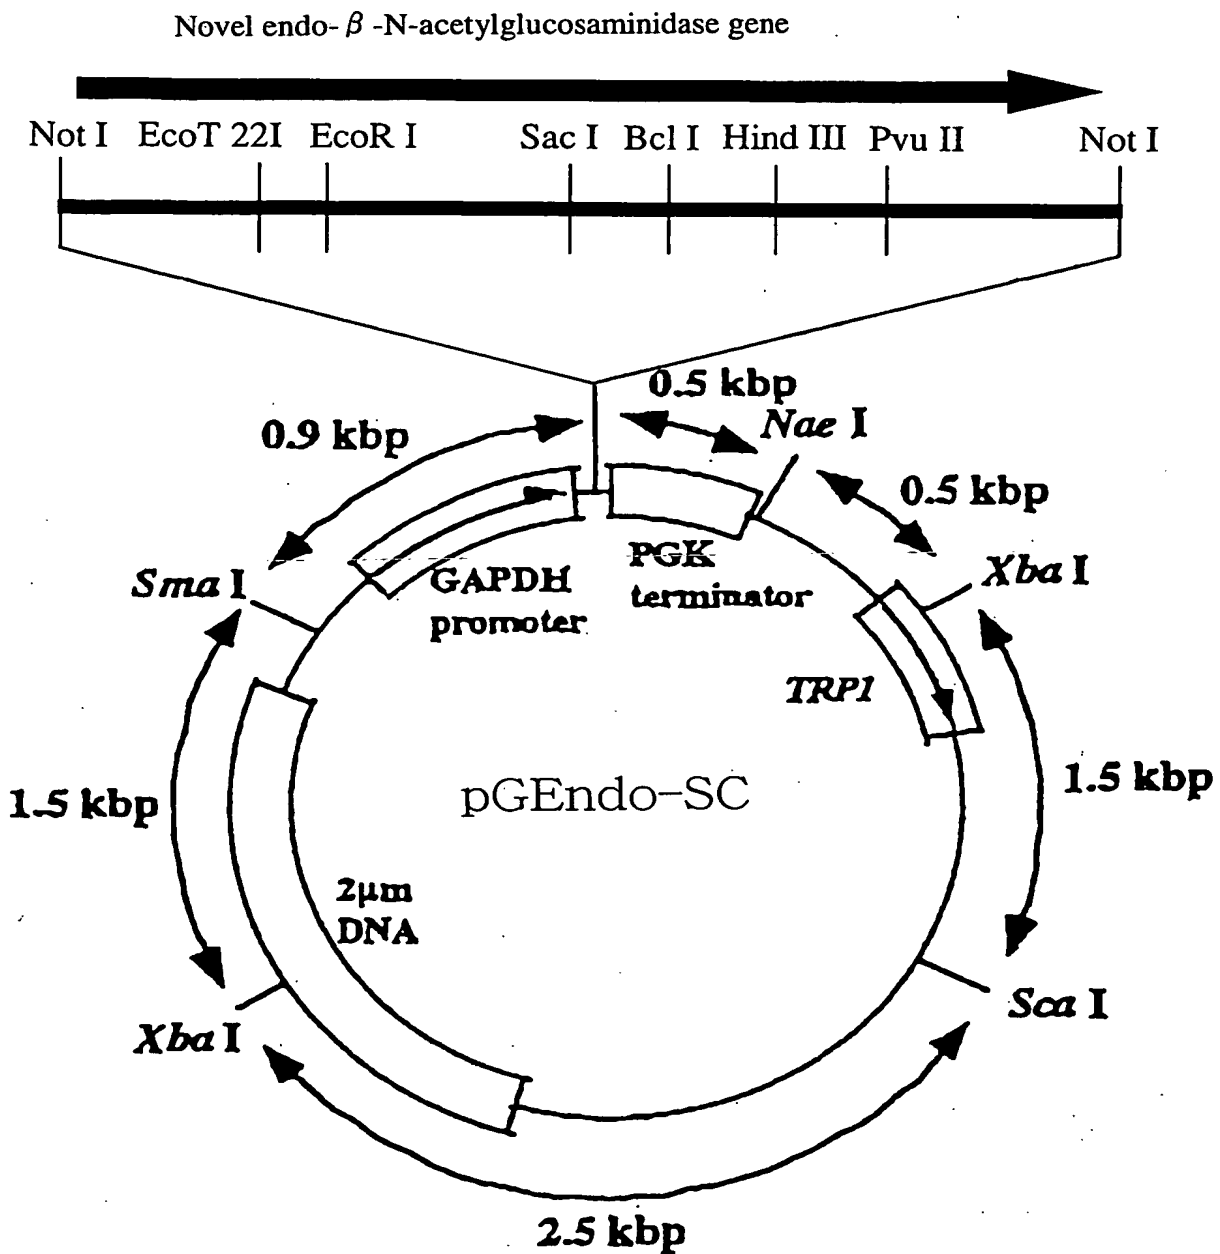 Novel endo- β -N-acetylglucosaminidase gene
Not I EcoT 22I EcoR I Sac I Bcl I Hind III Pvu II Not I
0.5 kbp
0.9 kbp
Nae I
0.5 kbp
Sma I
GAPDH
promoter
PGK
terminator
Xba I
TRP1
1.5 kbp
pGEndo-SC
1.5 kbp
2μm
DNA
Xba I
Sca I
2.5 kbp